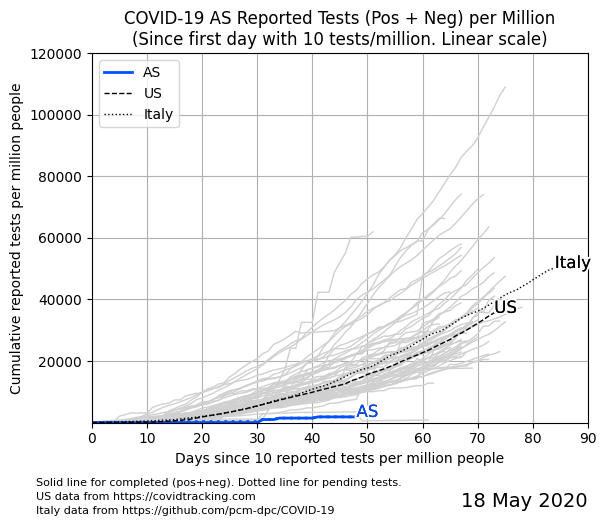 COVID-19 AS Reported Tests (Pos + Neg) per Million
(Since first day with 10 tests/million. Linear scale)
Cumulative reported tests per million people
120000
100000
80000
60000
40000
20000
AS
US
Italy
Italy
US
AS
0 10 20 30 40 50 60 70 80 90
Days since 10 reported tests per million people
Solid line for completed (pos+neg). Dotted line for pending tests.
US data from https://covidtracking.com
Italy data from https://github.com/pcm-dpc/COVID-19
18 May 2020